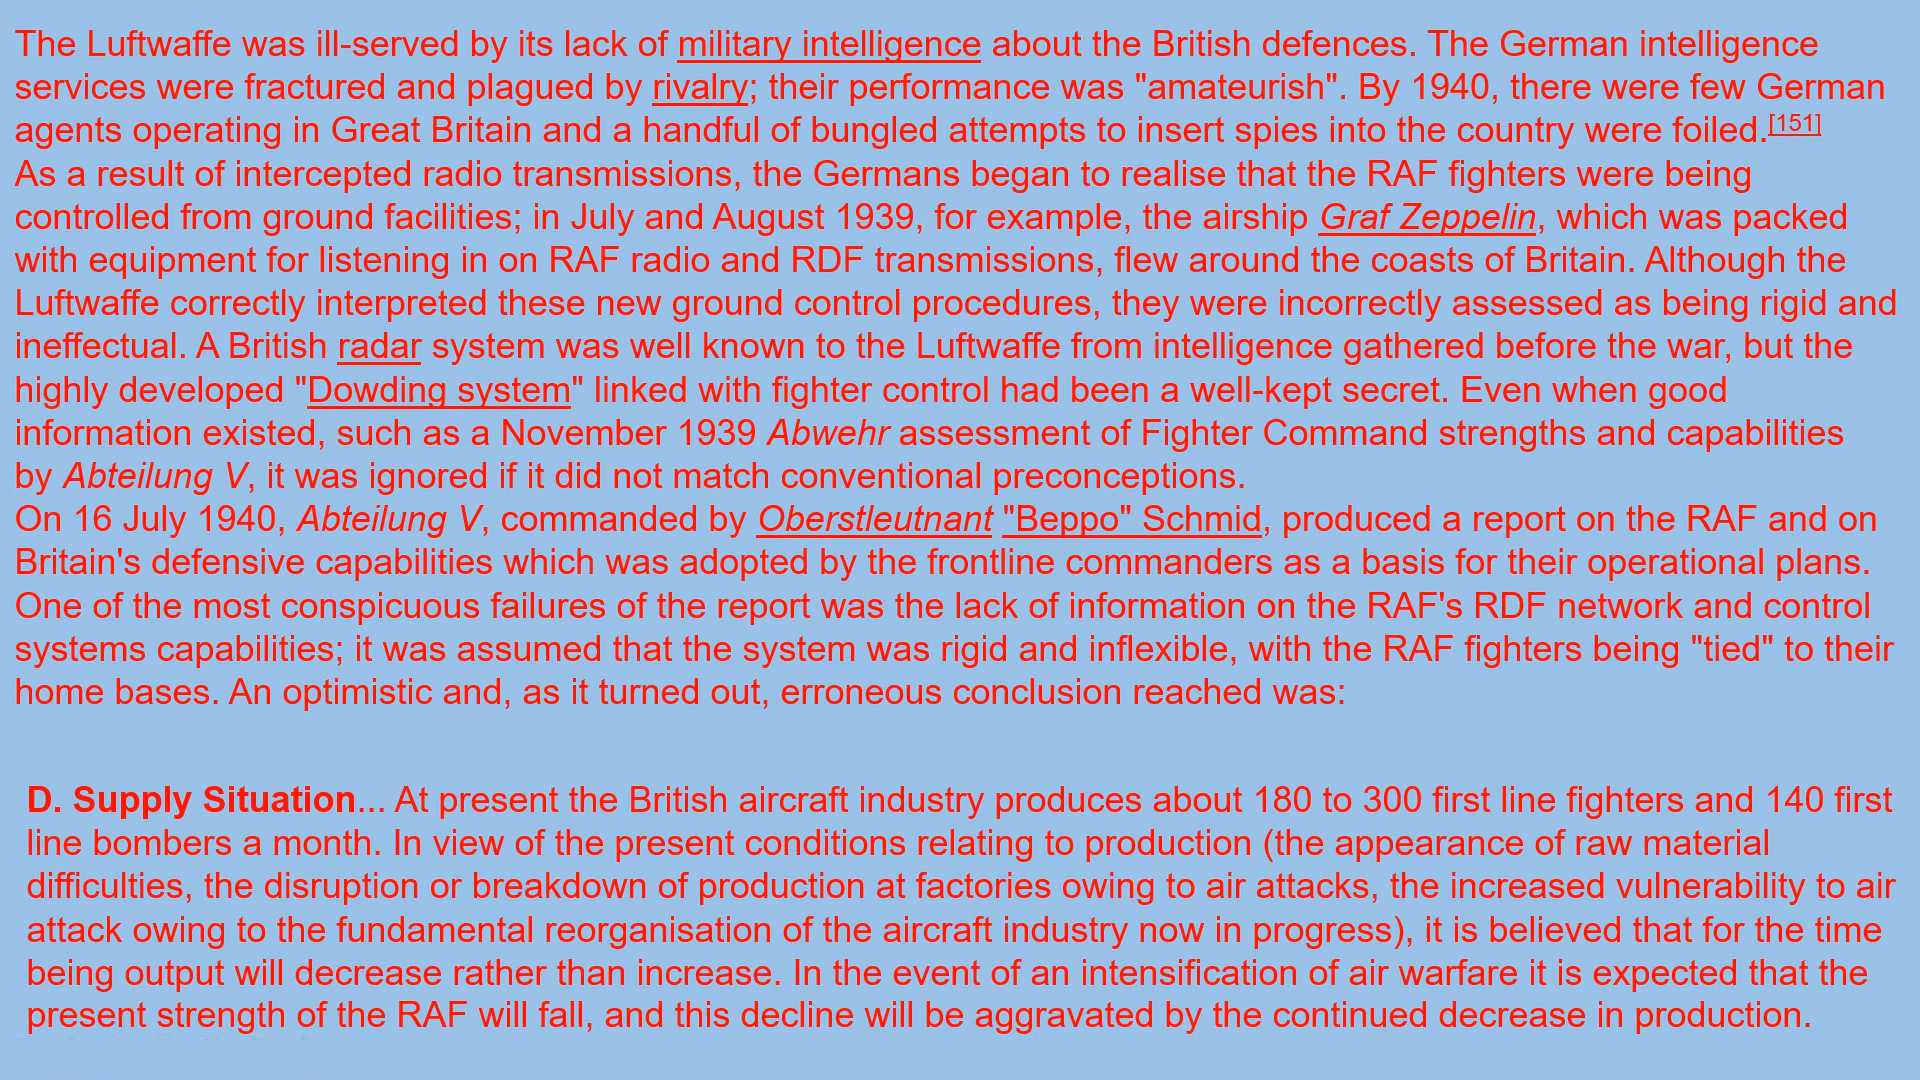 The Luftwaffe was ill-served by its lack of military intelligence about the British defences. The German intelligence
services were fractured and plagued by rivalry; their performance was "amateurish". By 1940, there were few German
agents operating in Great Britain and a handful of bungled attempts to insert spies into the country were foiled.[151]
As a result of intercepted radio transmissions, the Germans began to realise that the RAF fighters were being
controlled from ground facilities; in July and August 1939, for example, the airship Graf Zeppelin, which was packed
with equipment for listening in on RAF radio and RDF transmissions, flew around the coasts of Britain. Although the
Luftwaffe correctly interpreted these new ground control procedures, they were incorrectly assessed as being rigid and
ineffectual. A British radar system was well known to the Luftwaffe from intelligence gathered before the war, but the
highly developed "Dowding system" linked with fighter control had been a well-kept secret. Even when good
information existed, such as a November 1939 Abwehr assessment of Fighter Command strengths and capabilities
by Abteilung V, it was ignored if it did not match conventional preconceptions.
On 16 July 1940, Abteilung V, commanded by Oberstleutnant "Beppo" Schmid, produced a report on the RAF and on
Britain's defensive capabilities which was adopted by the frontline commanders as a basis for their operational plans.
One of the most conspicuous failures of the report was the lack of information on the RAF's RDF network and control
systems capabilities; it was assumed that the system was rigid and inflexible, with the RAF fighters being "tied" to their
home bases. An optimistic and, as it turned out, erroneous conclusion reached was:
D. Supply Situation... At present the British aircraft industry produces about 180 to 300 first line fighters and 140 first
line bombers a month. In view of the present conditions relating to production (the appearance of raw material
difficulties, the disruption or breakdown of production at factories owing to air attacks, the increased vulnerability to air
attack owing to the fundamental reorganisation of the aircraft industry now in progress), it is believed that for the time
being output will decrease rather than increase. In the event of an intensification of air warfare it is expected that the
present strength of the RAF will fall, and this decline will be aggravated by the continued decrease in production.